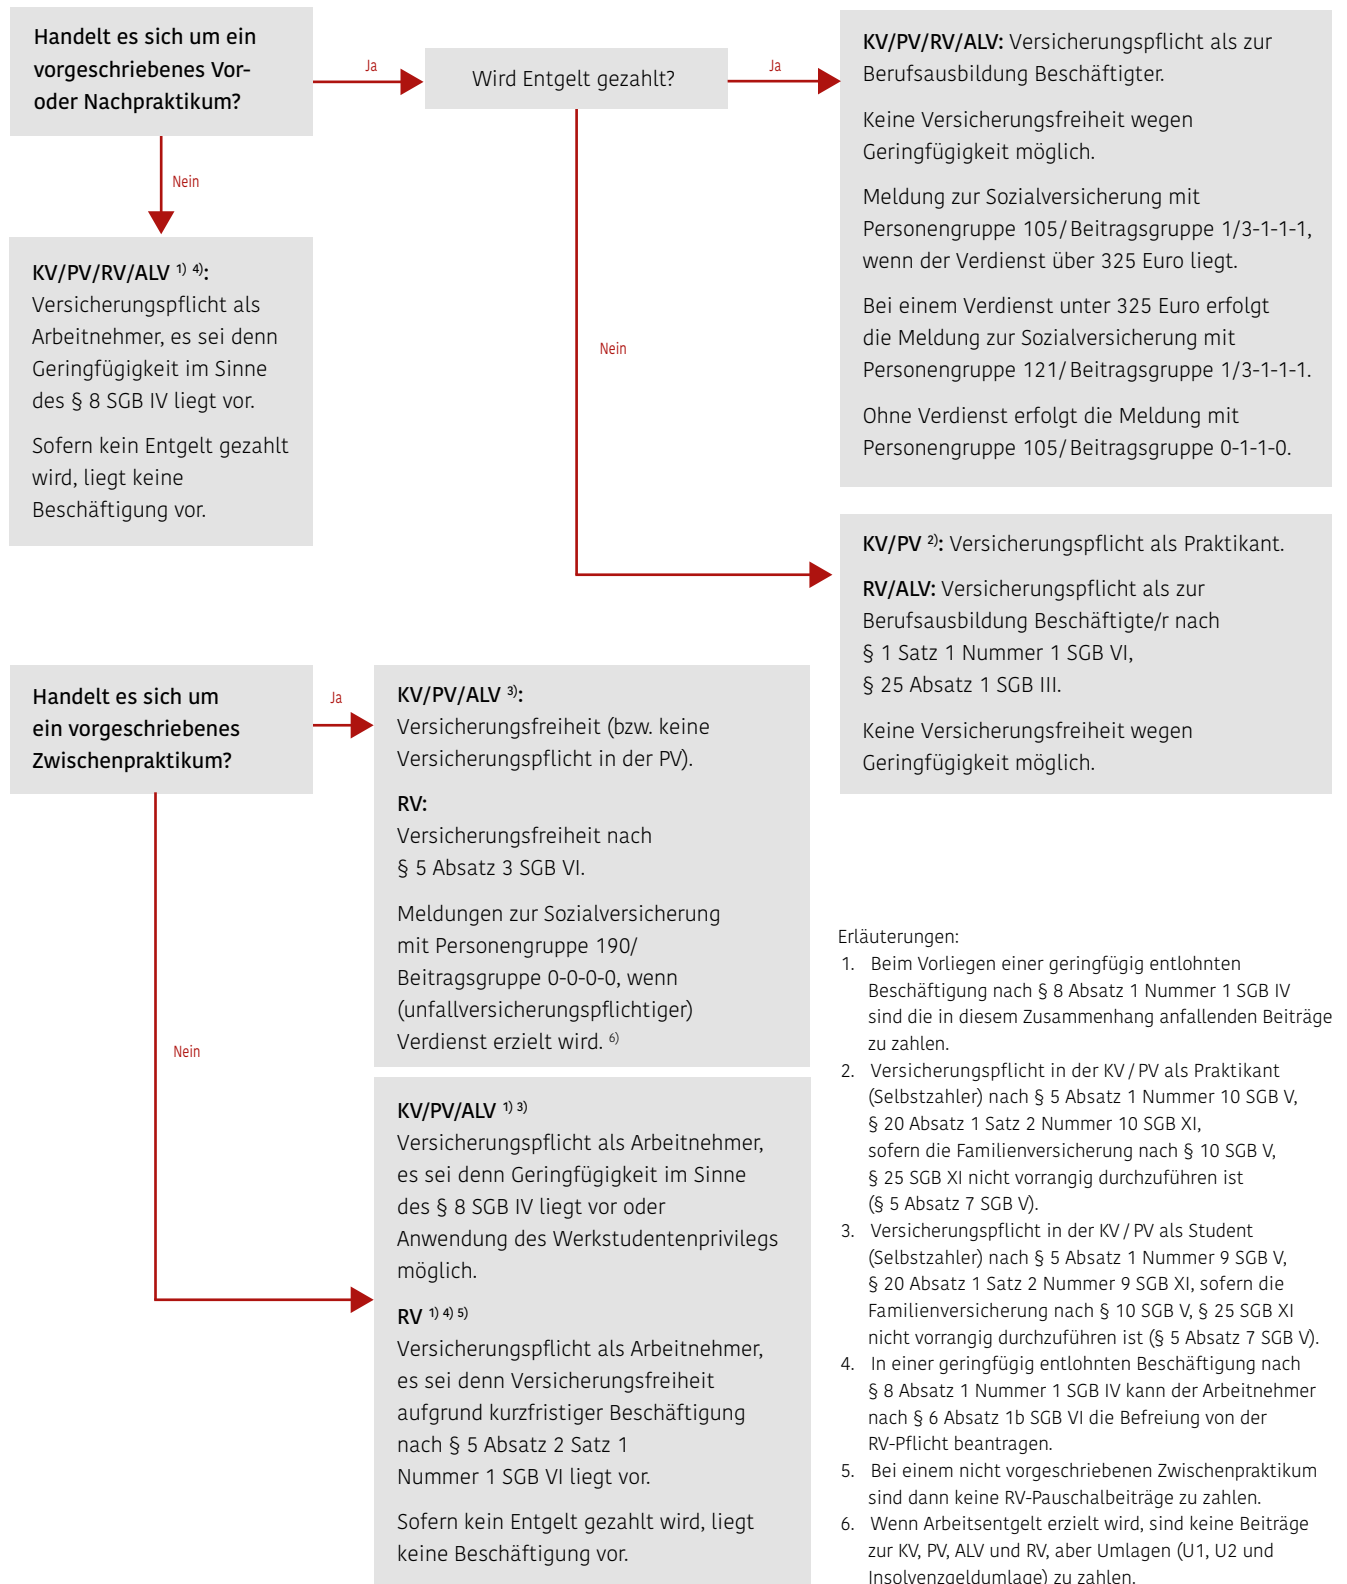 Handelt es sich um ein
vorgeschriebenes Vor-
oder Nachpraktikum?
Ja
Wird Entgelt gezahlt?
Ja
KV/PV/RV/ALV: Versicherungspflicht als zur
Berufsausbildung Beschäftigter.
Keine Versicherungsfreiheit wegen
Geringfügigkeit möglich.
Meldung zur Sozialversicherung mit
Personengruppe 105/Beitragsgruppe 1/3-1-1-1,
wenn der Verdienst über 325 Euro liegt.
Bei einem Verdienst unter 325 Euro erfolgt
die Meldung zur Sozialversicherung mit
Personengruppe 121/Beitragsgruppe 1/3-1-1-1.
Ohne Verdienst erfolgt die Meldung mit
Personengruppe 105/Beitragsgruppe 0-1-1-0.
Nein
KV/PV/RV/ALV 1) 4):
Versicherungspflicht als
Arbeitnehmer, es sei denn
Geringfügigkeit im Sinne
des § 8 SGB IV liegt vor.
Sofern kein Entgelt gezahlt
wird, liegt keine
Beschäftigung vor.
Nein
KV/PV 2): Versicherungspflicht als Praktikant.
RV/ALV: Versicherungspflicht als zur
Berufsausbildung Beschäftigte/r nach
§ 1 Satz 1 Nummer 1 SGB VI,
§ 25 Absatz 1 SGB III.
Keine Versicherungsfreiheit wegen
Geringfügigkeit möglich.
Handelt es sich um
ein vorgeschriebenes
Zwischenpraktikum?
Ja
KV/PV/ALV 3):
Versicherungsfreiheit (bzw. keine
Versicherungspflicht in der PV).
RV:
Versicherungsfreiheit nach
§ 5 Absatz 3 SGB VI.
Meldungen zur Sozialversicherung
mit Personengruppe 190/
Beitragsgruppe 0-0-0-0, wenn
(unfallversicherungspflichtiger)
Verdienst erzielt wird. 6)
Nein
KV/PV/ALV 1) 3)
Versicherungspflicht als Arbeitnehmer,
es sei denn Geringfügigkeit im Sinne
des § 8 SGB IV liegt vor oder
Anwendung des Werkstudentenprivilegs
möglich.
RV 1) 4) 5)
Versicherungspflicht als Arbeitnehmer,
es sei denn Versicherungsfreiheit
aufgrund kurzfristiger Beschäftigung
nach § 5 Absatz 2 Satz 1
Nummer 1 SGB VI liegt vor.
Sofern kein Entgelt gezahlt wird, liegt
keine Beschäftigung vor.
Erläuterungen:
1. Beim Vorliegen einer geringfügig entlohnten
Beschäftigung nach § 8 Absatz 1 Nummer 1 SGB IV
sind die in diesem Zusammenhang anfallenden Beiträge
zu zahlen.
2. Versicherungspflicht in der KV/PV als Praktikant
(Selbstzahler) nach § 5 Absatz 1 Nummer 10 SGB V,
§ 20 Absatz 1 Satz 2 Nummer 10 SGB XI,
sofern die Familienversicherung nach § 10 SGB V,
§ 25 SGB XI nicht vorrangig durchzuführen ist
(§ 5 Absatz 7 SGB V).
3. Versicherungspflicht in der KV/PV als Student
(Selbstzahler) nach § 5 Absatz 1 Nummer 9 SGB V,
§ 20 Absatz 1 Satz 2 Nummer 9 SGB XI, sofern die
Familienversicherung nach § 10 SGB V, § 25 SGB XI
nicht vorrangig durchzuführen ist (§ 5 Absatz 7 SGB V).
4. In einer geringfügig entlohnten Beschäftigung nach
§ 8 Absatz 1 Nummer 1 SGB IV kann der Arbeitnehmer
nach § 6 Absatz 1b SGB VI die Befreiung von der
RV-Pflicht beantragen.
5. Bei einem nicht vorgeschriebenen Zwischenpraktikum
sind dann keine RV-Pauschalbeiträge zu zahlen.
6. Wenn Arbeitsentgelt erzielt wird, sind keine Beiträge
zur KV, PV, ALV und RV, aber Umlagen (U1, U2 und
Insolvenzgeldumlage) zu zahlen.